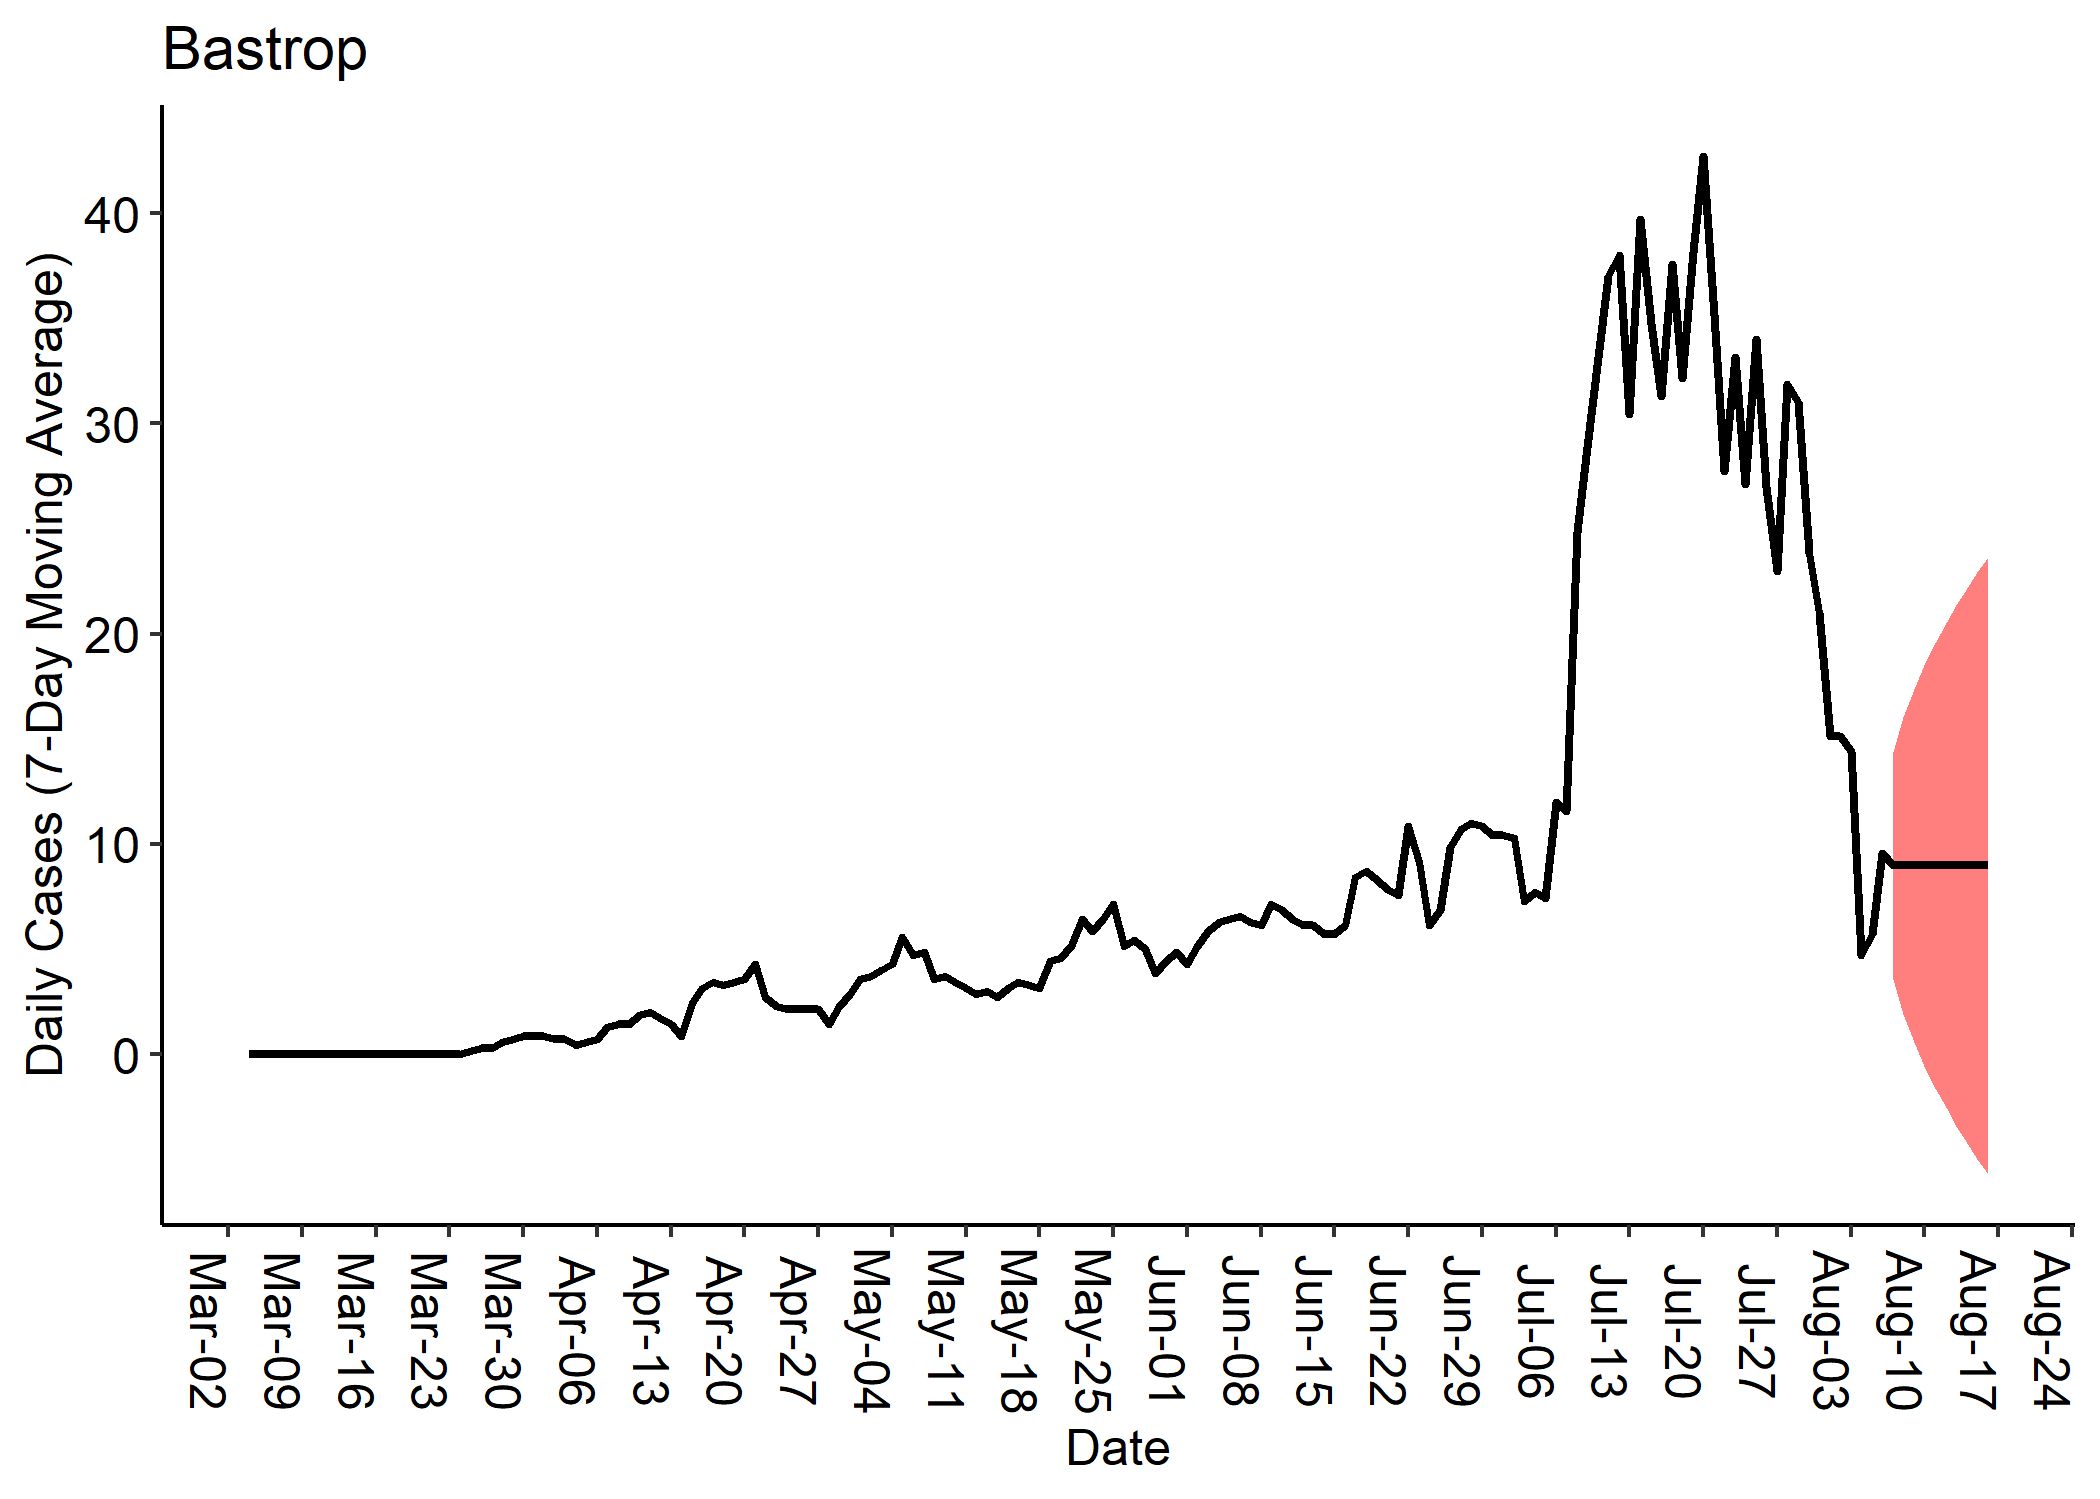 Bastrop
Daily Cases (7-Day Moving Average)
40
30
20
10
0
Mar-02
Mar-09
Mar-16
Mar-23
Mar-30
Apr-06
Apr-13
Apr-20
Apr-27
May-04
May-11
May-18
May-25
Jun-01
Jun-08
Jun-15
Jun-22
Jun-29
Jul-06
Jul-13
Jul-20
Jul-27
Aug-03
Aug-10
Aug-17
Aug-24
Date